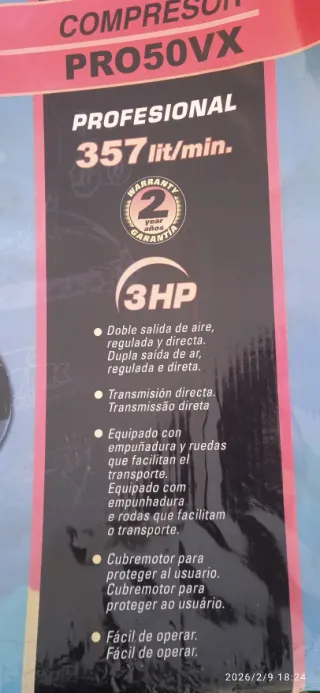 COMPRESOR
PRO50VX
PROFESIONAL
357 lit/min.
WARRANTY
2
year
años
GARANTÍA
3HP
Doble salida de aire,
regulada y directa.
Dupla saída de ar,
regulada e direta.
Transmisión directa.
Transmissão direta
Equipado con
empuñadura y ruedas
que facilitan el
transporte.
Equipado com
empunhadura
e rodas que facilitam
o transporte.
Cubremotor para
proteger al usuario.
Cubremotor para
proteger ao usuário.
Fácil de operar.
Fácil de operar.
2026/2/9 18:24